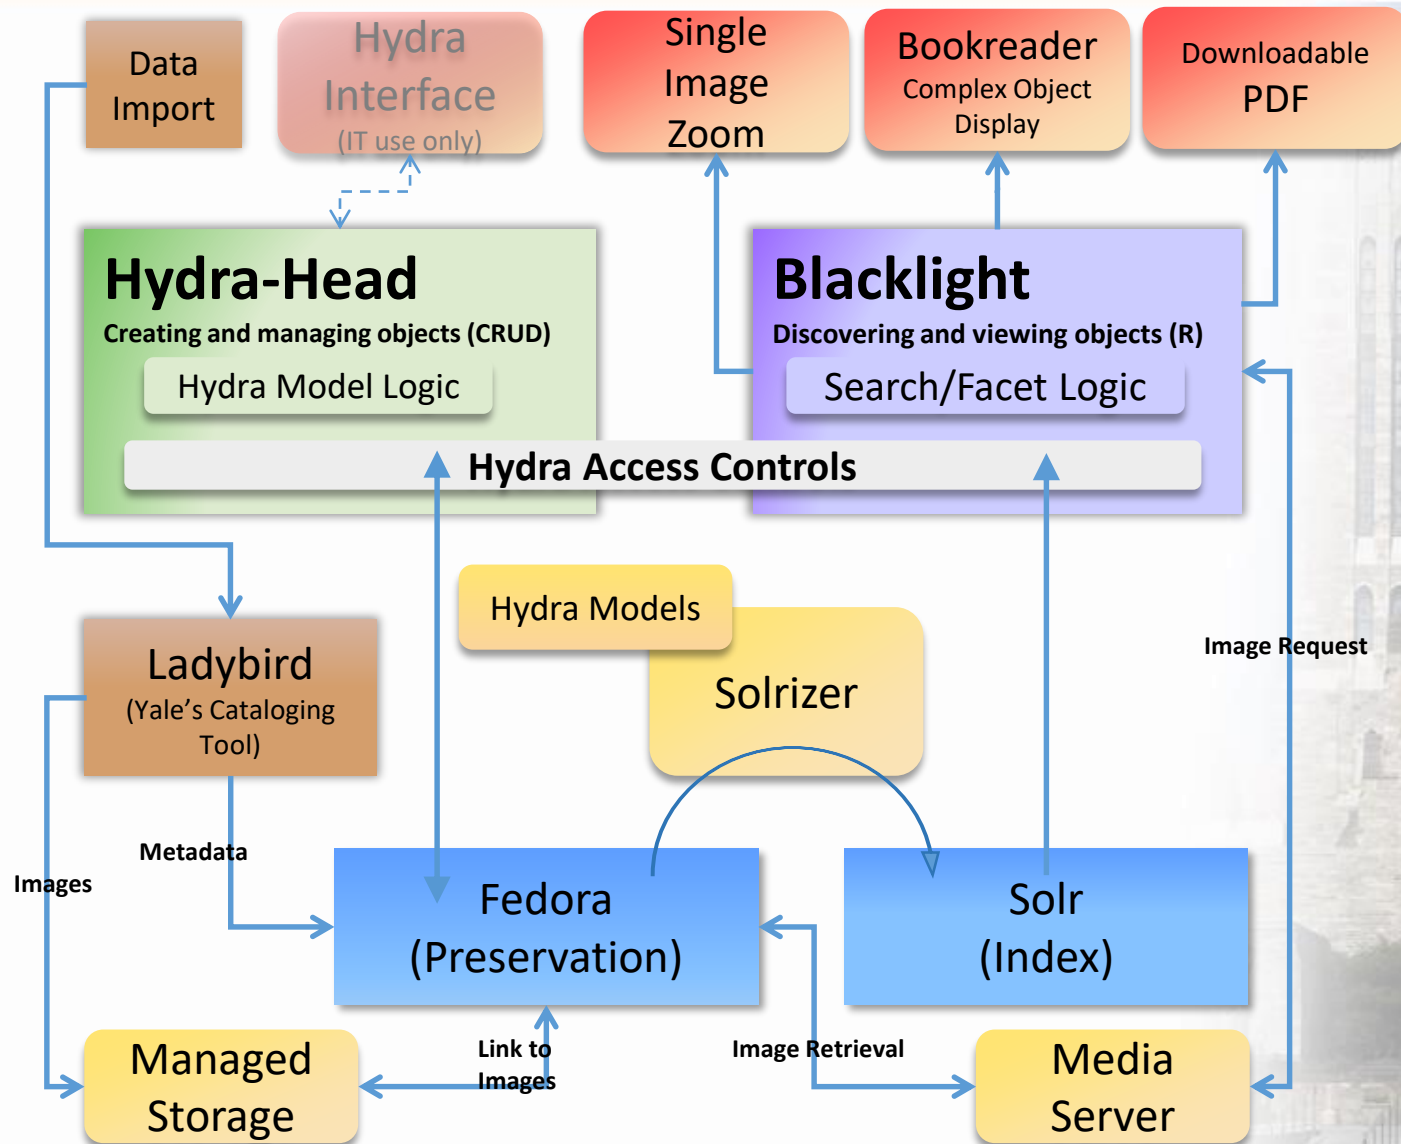 Data
Import
Hydra
Interface
(IT use only)
Single
Image
Zoom
Bookreader
Complex Object
Display
Downloadable
PDF
Hydra-Head
Creating and managing objects (CRUD)
Hydra Model Logic
Blacklight
Discovering and viewing objects (R)
Search/Facet Logic
Hydra Access Controls
Hydra Models
Solrizer
Image Request
Ladybird
(Yale’s Cataloging
Tool)
Metadata
Images
Fedora
(Preservation)
Solr
(Index)
Managed
Storage
Link to
Images
Image Retrieval
Media
Server